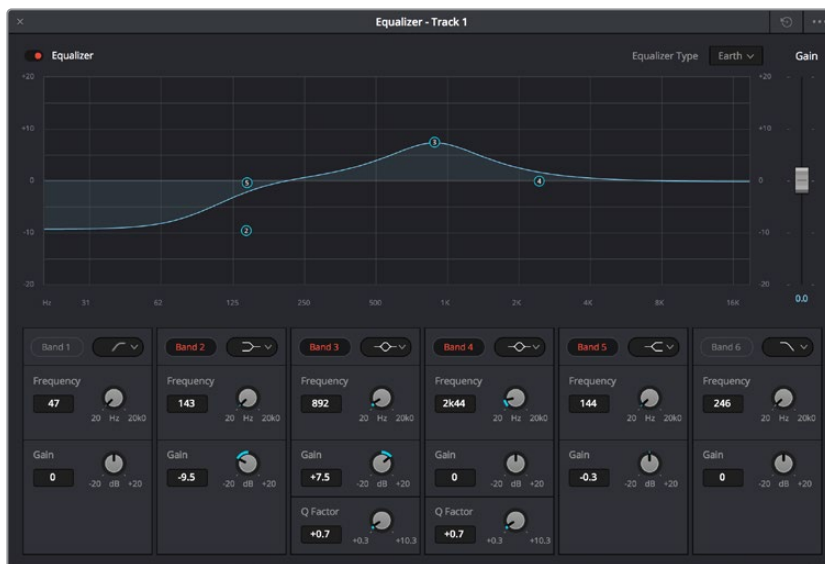 Equalizer - Track 1
Equalizer
Equalizer Type Earth Gain
+20 +20
+10 +10
0 0
-10 -10
-20 -20
Hz 31 62 125 250 500 1K 2K 4K 8K 16K
5 2 3 4
0.0
Band 1 Band 2 Band 3 Band 4 Band 5 Band 6
Frequency Frequency Frequency Frequency Frequency Frequency
47 143 892 2k44 144 246
20 Hz 20k0 20 Hz 20k0 20 Hz 20k0 20 Hz 20k0 20 Hz 20k0 20 Hz 20k0
Gain Gain Gain Gain Gain Gain
0 -9.5 +7.5 0 -0.3 0
-20 dB +20 -20 dB +20 -20 dB +20 -20 dB +20 -20 dB +20 -20 dB +20
Q Factor Q Factor
+0.7 +0.7
+0.3 +10.3 +0.3 +10.3